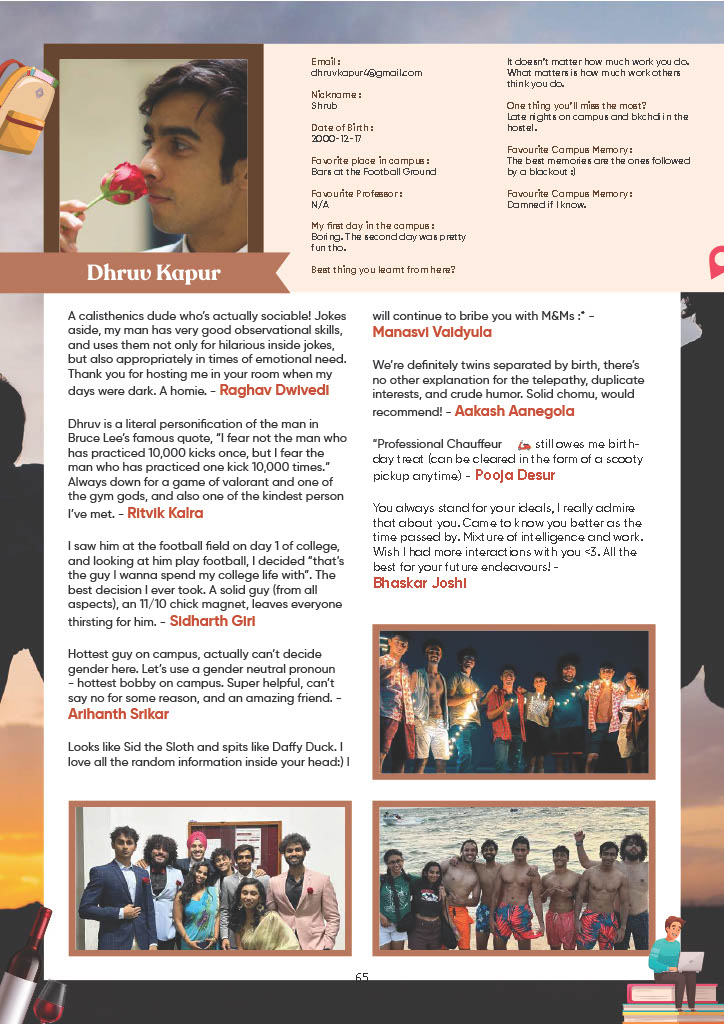 Email :
dhruvkapur4@gmail.com
Nickname :
Shrub
Date of Birth :
2000-12-17
Favorite place in campus :
Bars at the Football Ground
Favourite Professor :
N/A
My first day in the campus :
Boring. The second day was pretty
fun tho.
Best thing you learnt from here?
It doesn't matter how much work you do.
What matters is how much work others
think you do.
One thing you'll miss the most?
Late nights on campus and bkchdi in the
hostel.
Favourite Campus Memory :
The best memories are the ones followed
by a blackout :)
Favourite Campus Memory :
Damned if I know.
Dhruv Kapur
A calisthenics dude who's actually sociable! Jokes
aside, my man has very good observational skills,
and uses them not only for hilarious inside jokes,
but also appropriately in times of emotional need.
Thank you for hosting me in your room when my
days were dark. A homie. - Raghav Dwivedi
Dhruv is a literal personification of the man in
Bruce Lee's famous quote, "I fear not the man who
has practiced 10,000 kicks once, but I fear the
man who has practiced one kick 10,000 times."
Always down for a game of valorant and one of
the gym gods, and also one of the kindest person
I've met. - Ritvik Kalra
I saw him at the football field on day 1 of college,
and looking at him play football, I decided "that's
the guy I wanna spend my college life with". The
best decision I ever took. A solid guy (from all
aspects), an 11/10 chick magnet, leaves everyone
thirsting for him. - Sidharth Giri
Hottest guy on campus, actually can't decide
gender here. Let's use a gender neutral pronoun
- hottest bobby on campus. Super helpful, can't
say no for some reason, and an amazing friend. -
Arihanth Srikar
Looks like Sid the Sloth and spits like Daffy Duck. I
love all the random information inside your head:) I
will continue to bribe you with M&Ms :* -
Manasvi Vaidyula
We're definitely twins separated by birth, there's
no other explanation for the telepathy, duplicate
interests, and crude humor. Solid chomu, would
recommend! - Aakash Aanegola
"Professional Chauffeur 🛵 still owes me birth-
day treat (can be cleared in the form of a scooty
pickup anytime) - Pooja Desur
You always stand for your ideals, I really admire
that about you. Came to know you better as the
time passed by. Mixture of intelligence and work.
Wish I had more interactions with you <3. All the
best for your future endeavours! -
Bhaskar Joshi
65